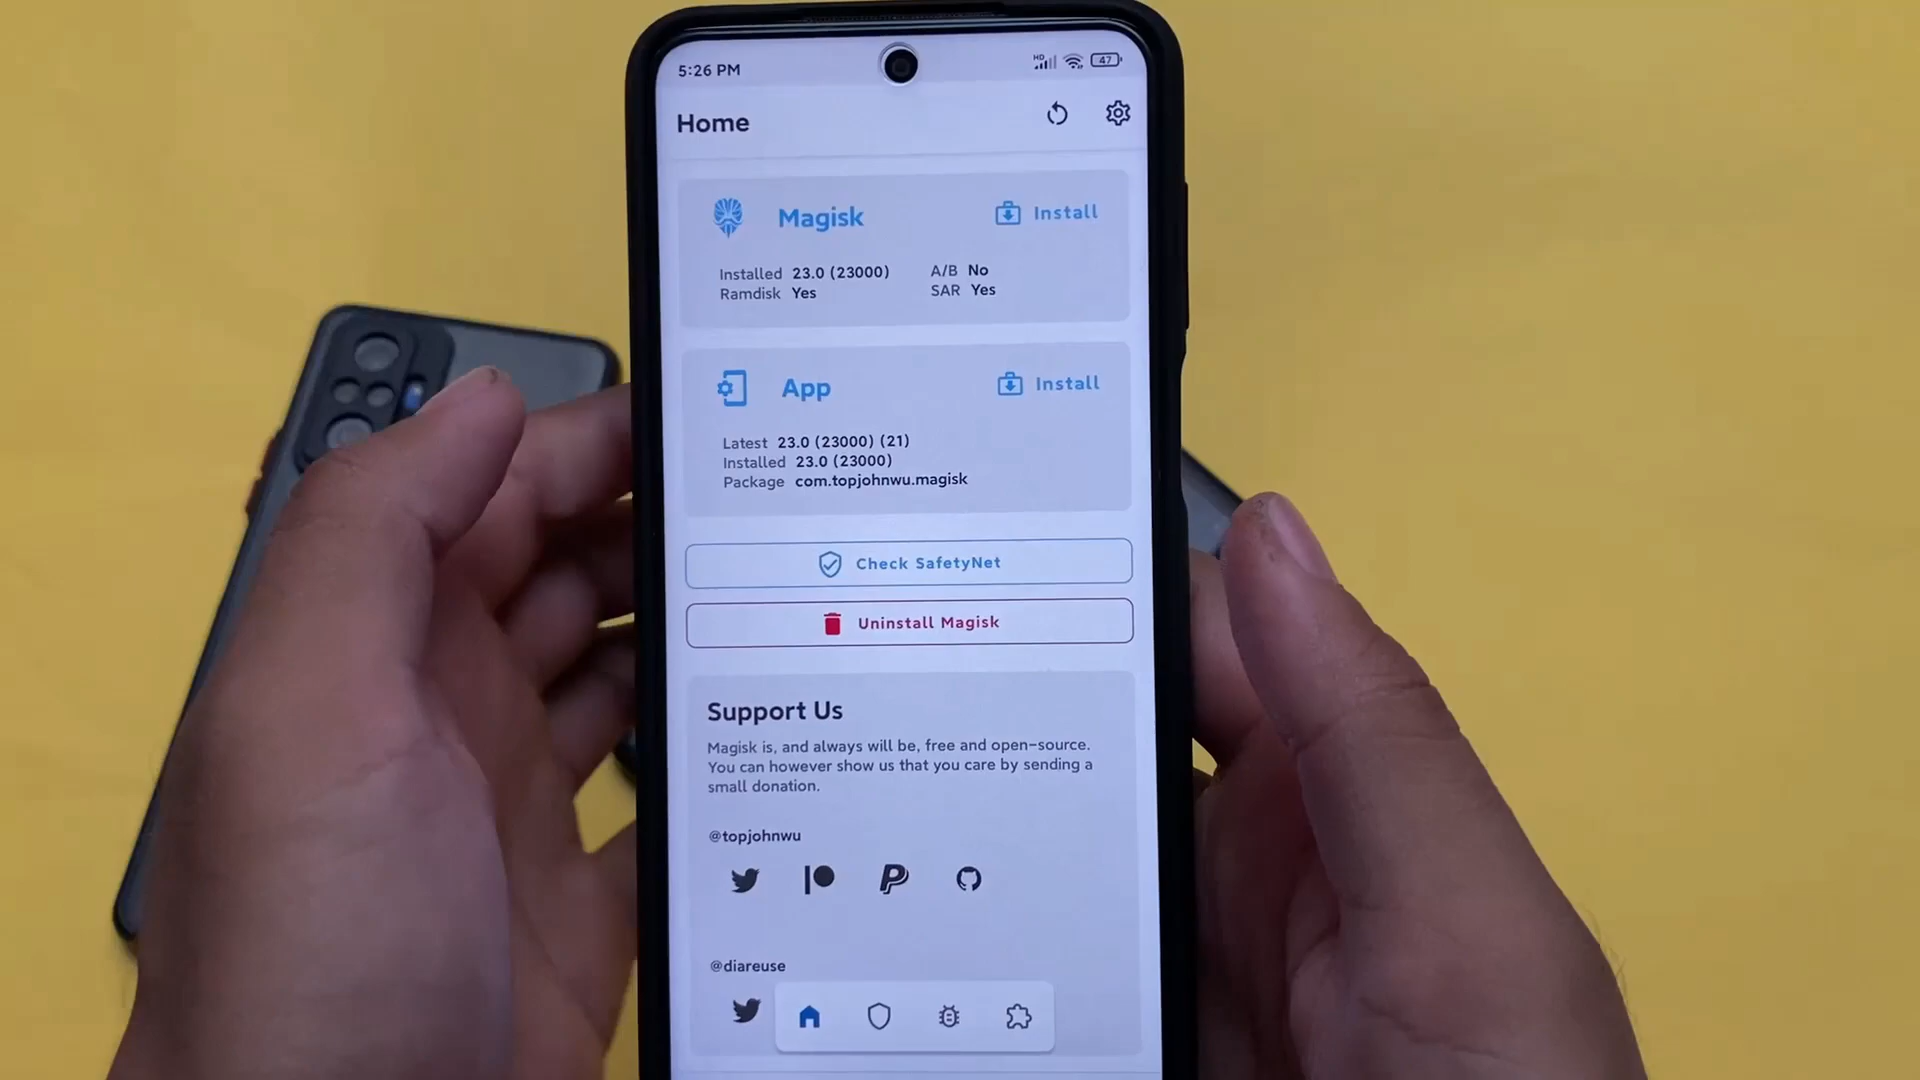 5:26 PM
HD
47
Home
Magisk
Install
Installed 23.0 (23000)
A/B No
Ramdisk Yes
SAR Yes
App
Install
Latest 23.0 (23000) (21)
Installed 23.0 (23000)
Package com.topjohnwu.magisk
Check SafetyNet
Uninstall Magisk
Support Us
Magisk is, and always will be, free and open-source.
You can however show us that you care by sending a
small donation.
@topjohnwu
@diareuse